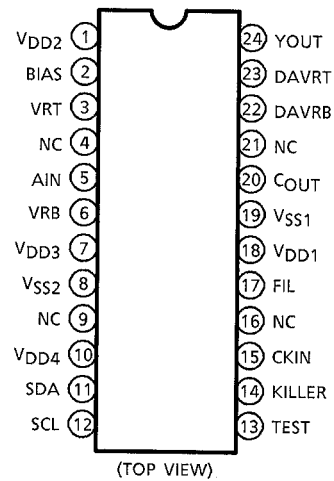 VDD2 1 24 YOUT
BIAS 2 23 DAVRT
VRT 3 22 DAVRB
NC 4 21 NC
AIN 5 20 COUT
VRB 6 19 VSS1
VDD3 7 18 VDD1
VSS2 8 17 FIL
NC 9 16 NC
VDD4 10 15 CKIN
SDA 11 14 KILLER
SCL 12 13 TEST
(TOP VIEW)